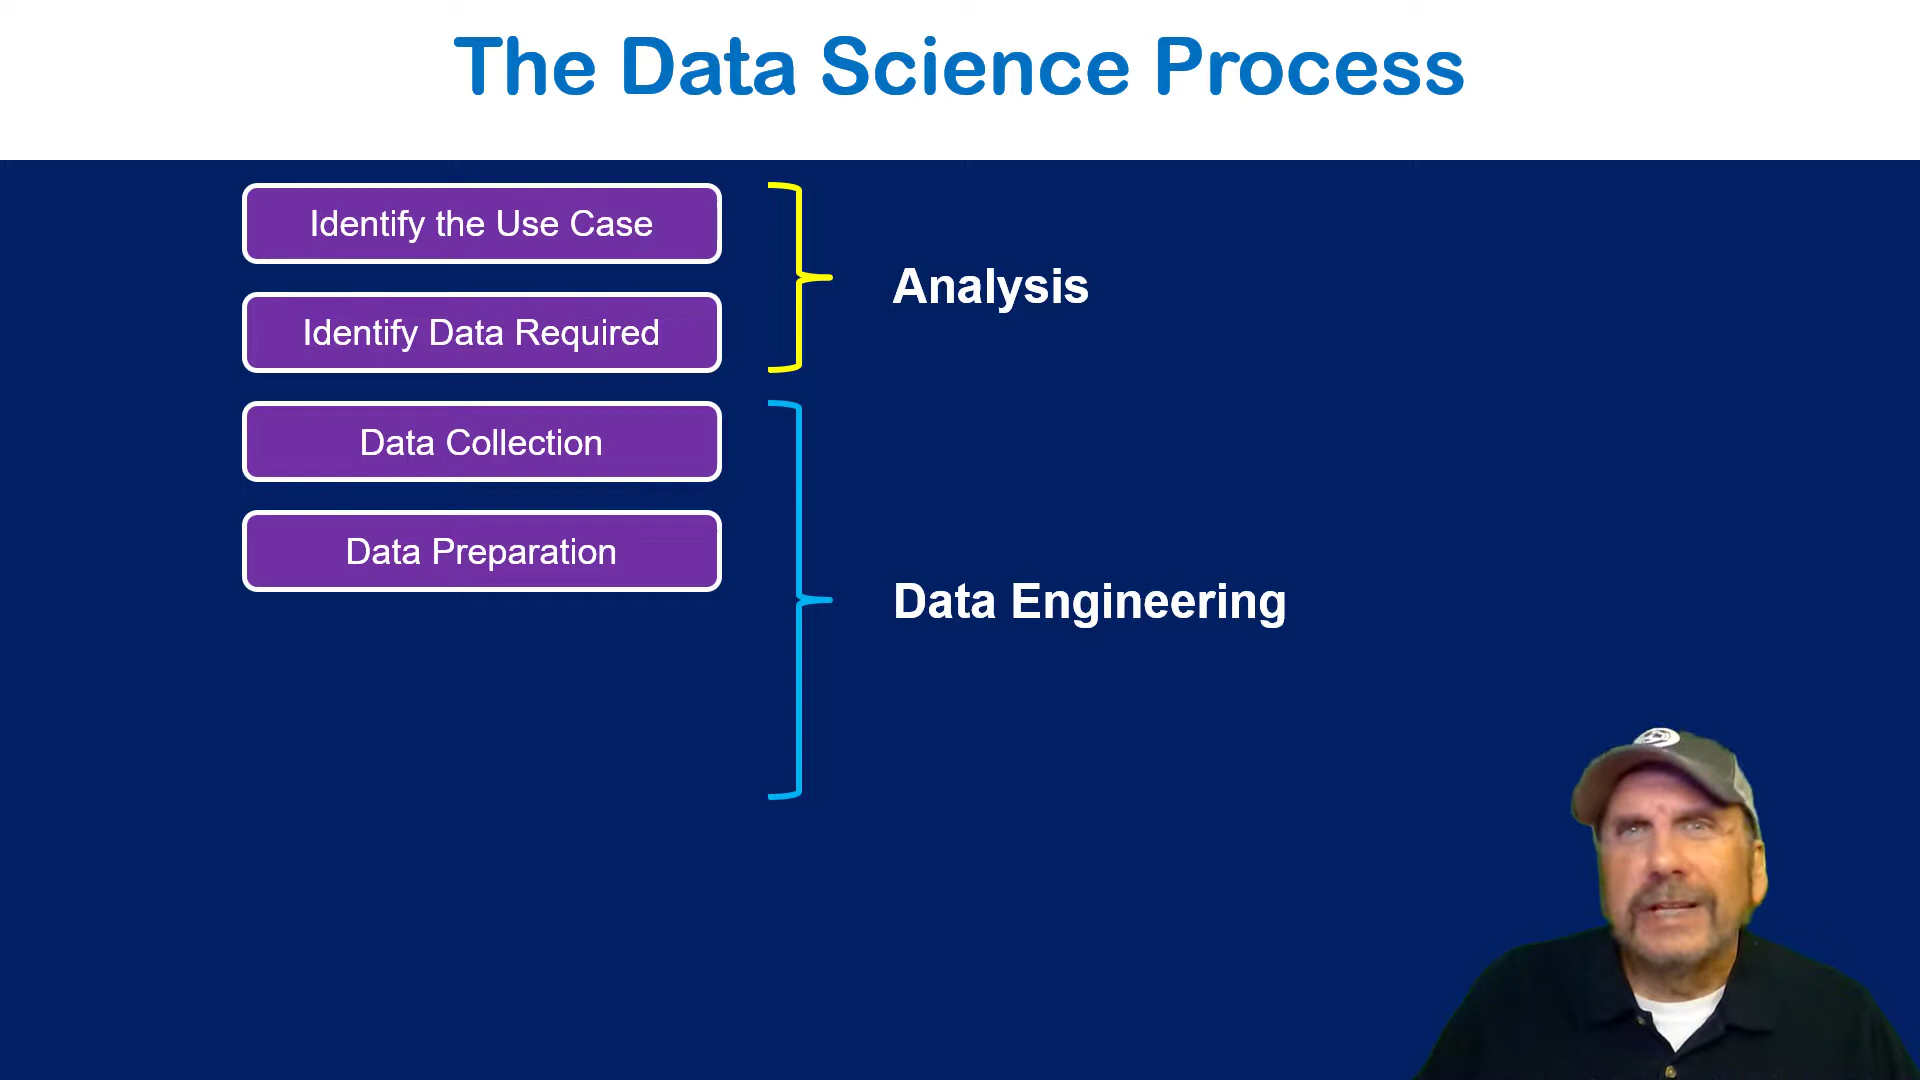 The Data Science Process
Identify the Use Case
Identify Data Required
Analysis
Data Collection
Data Preparation
Data Engineering